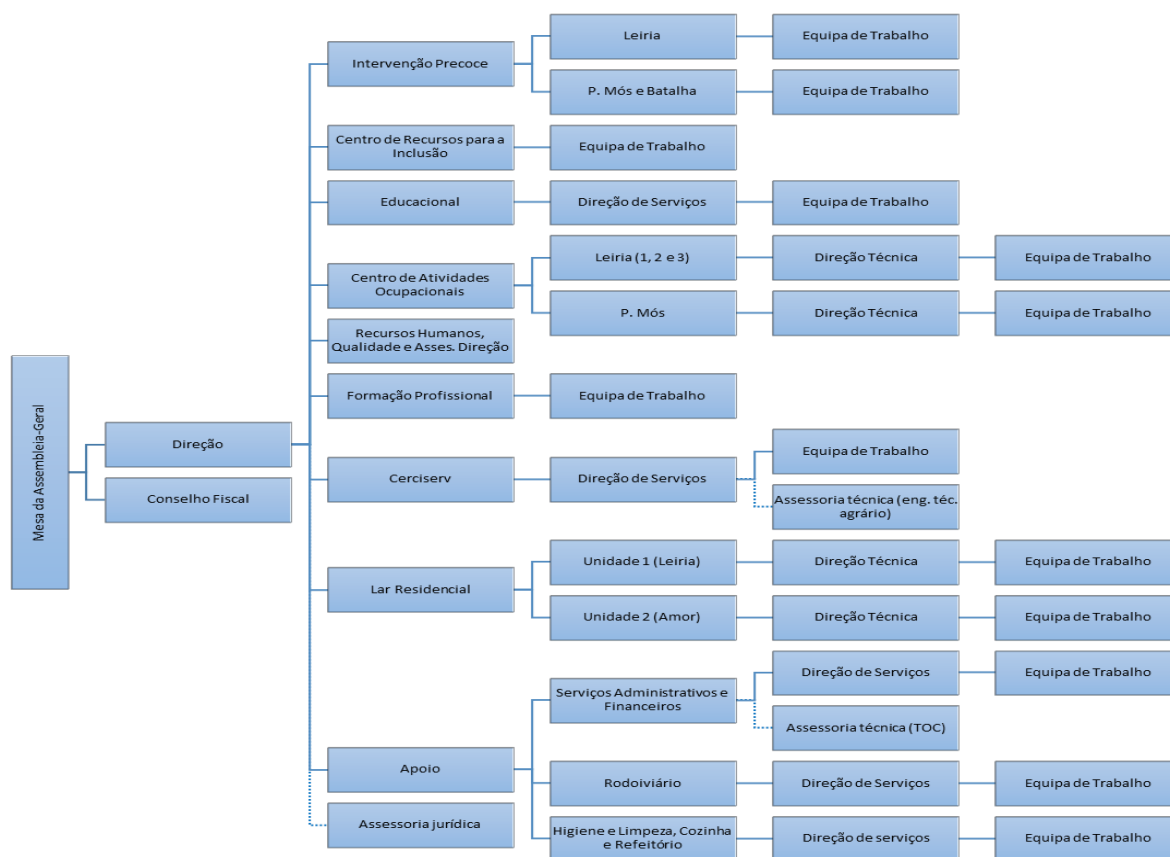 Mesa da Assembleia-Geral
Direção
Conselho Fiscal
Intervenção Precoce
Leiria
Equipa de Trabalho
P. Mós e Batalha
Equipa de Trabalho
Centro de Recursos para a
Inclusão
Equipa de Trabalho
Educacional
Direção de Serviços
Equipa de Trabalho
Centro de Atividades
Ocupacionais
Leiria (1, 2 e 3)
Direção Técnica
Equipa de Trabalho
P. Mós
Direção Técnica
Equipa de Trabalho
Recursos Humanos,
Qualidade e Asses. Direção
Formação Profissional
Equipa de Trabalho
Cerciserv
Direção de Serviços
Equipa de Trabalho
Assessoria técnica (eng. téc.
agrário)
Lar Residencial
Unidade 1 (Leiria)
Direção Técnica
Equipa de Trabalho
Unidade 2 (Amor)
Direção Técnica
Equipa de Trabalho
Apoio
Serviços Administrativos e
Financeiros
Direção de Serviços
Equipa de Trabalho
Assessoria técnica (TOC)
Rodoiviário
Direção de Serviços
Equipa de Trabalho
Higiene e Limpeza, Cozinha
e Refeitório
Direção de serviços
Equipa de Trabalho
Assessoria jurídica